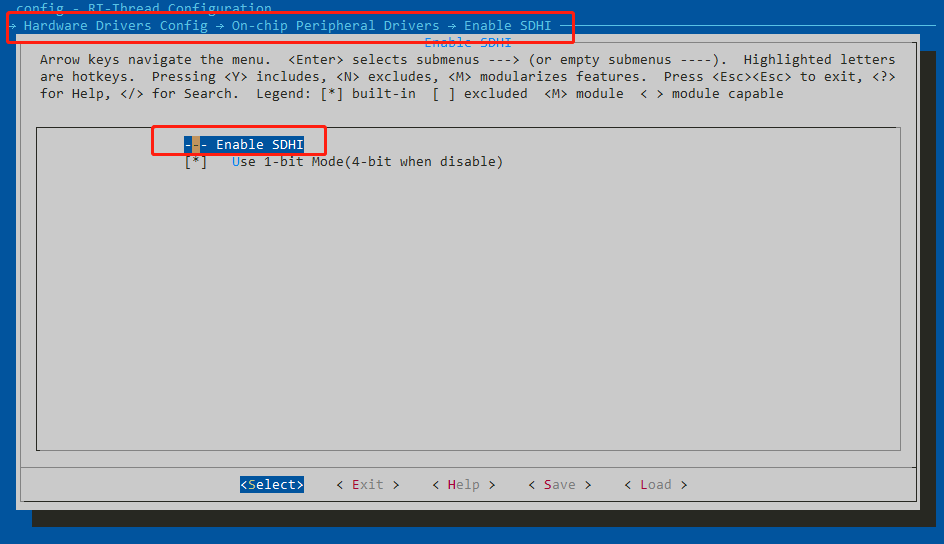 config - RT-Thread Configuration
→ Hardware Drivers Config → On-chip Peripheral Drivers → Enable SDHI
Enable SDHI
Arrow keys navigate the menu.  <Enter> selects submenus ---> (or empty submenus ----).  Highlighted letters
are hotkeys.  Pressing <Y> includes, <N> excludes, <M> modularizes features.  Press <Esc><Esc> to exit, <?>
for Help, </> for Search.  Legend: [*] built-in  [ ] excluded  <M> module  < > module capable
--- Enable SDHI
[*]   Use 1-bit Mode(4-bit when disable)
<Select>    < Exit >    < Help >    < Save >    < Load >